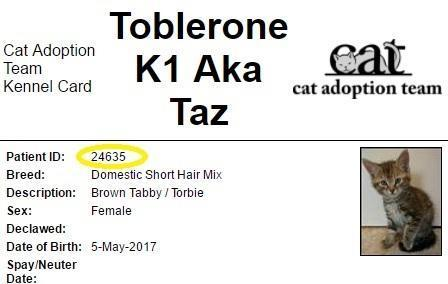 Toblerone
Cat Adoption
Team
Kennel Card
K1 Aka
Taz
cat
cat adoption team
Patient ID: 24635
Breed: Domestic Short Hair Mix
Description: Brown Tabby / Torbie
Sex: Female
Declawed:
Date of Birth: 5-May-2017
Spay/Neuter
Date: